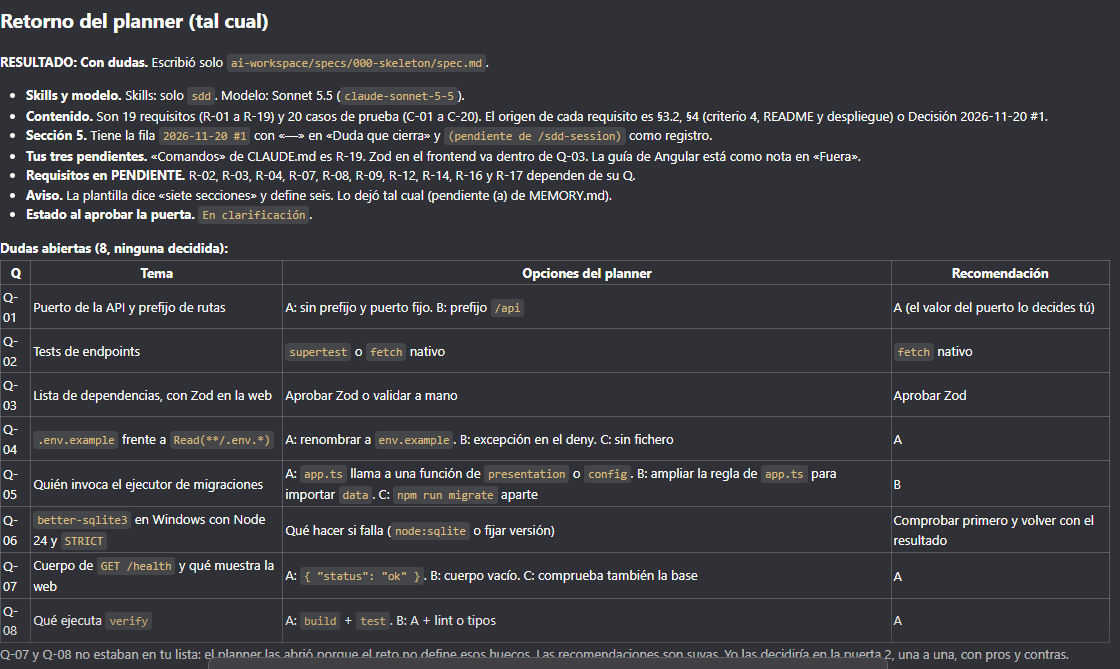 Retorno del planner (tal cual)
RESULTADO: Con dudas. Escribió solo ai-workspace/specs/000-skeleton/spec.md.
• Skills y modelo. Skills: solo sdd. Modelo: Sonnet 5.5 (claude-sonnet-5-5).
• Contenido. Son 19 requisitos (R-01 a R-19) y 20 casos de prueba (C-01 a C-20). El origen de cada requisito es §3.2, §4 (criterio 4, README y despliegue) o Decisión 2026-11-20 #1.
• Sección 5. Tiene la fila 2026-11-20 #1 con «—» en «Duda que cierra» y (pendiente de /sdd-session) como registro.
• Tus tres pendientes. «Comandos» de CLAUDE.md es R-19. Zod en el frontend va dentro de Q-03. La guía de Angular está como nota en «Fuera».
• Requisitos en PENDIENTE. R-02, R-03, R-04, R-07, R-08, R-09, R-12, R-14, R-16 y R-17 dependen de su Q.
• Aviso. La plantilla dice «siete secciones» y define seis. Lo dejó tal cual (pendiente (a) de MEMORY.md).
• Estado al aprobar la puerta. En clarificación.
Dudas abiertas (8, ninguna decidida):
Q Tema Opciones del planner Recomendación
Q-01 Puerto de la API y prefijo de rutas A: sin prefijo y puerto fijo. B: prefijo /api A (el valor del puerto lo decides tú)
Q-02 Tests de endpoints supertest o fetch nativo fetch nativo
Q-03 Lista de dependencias, con Zod en la web Aprobar Zod o validar a mano Aprobar Zod
Q-04 .env.example frente a Read(**/.env.*) A: renombrar a env.example. B: excepción en el deny. C: sin fichero A
Q-05 Quién invoca el ejecutor de migraciones A: app.ts llama a una función de presentation o config. B: ampliar la regla de app.ts para importar data. C: npm run migrate aparte B
Q-06 better-sqlite3 en Windows con Node 24 y STRICT Qué hacer si falla (node:sqlite o fijar versión) Comprobar primero y volver con el resultado
Q-07 Cuerpo de GET /health y qué muestra la web A: { "status": "ok" }. B: cuerpo vacío. C: comprueba también la base A
Q-08 Qué ejecuta verify A: build + test. B: A + lint o tipos A
Q-07 y Q-08 no estaban en tu lista: el planner las abrió porque el reto no define esos huecos. Las recomendaciones son suyas. Yo las decidiría en la puerta 2, una a una, con pros y contras.